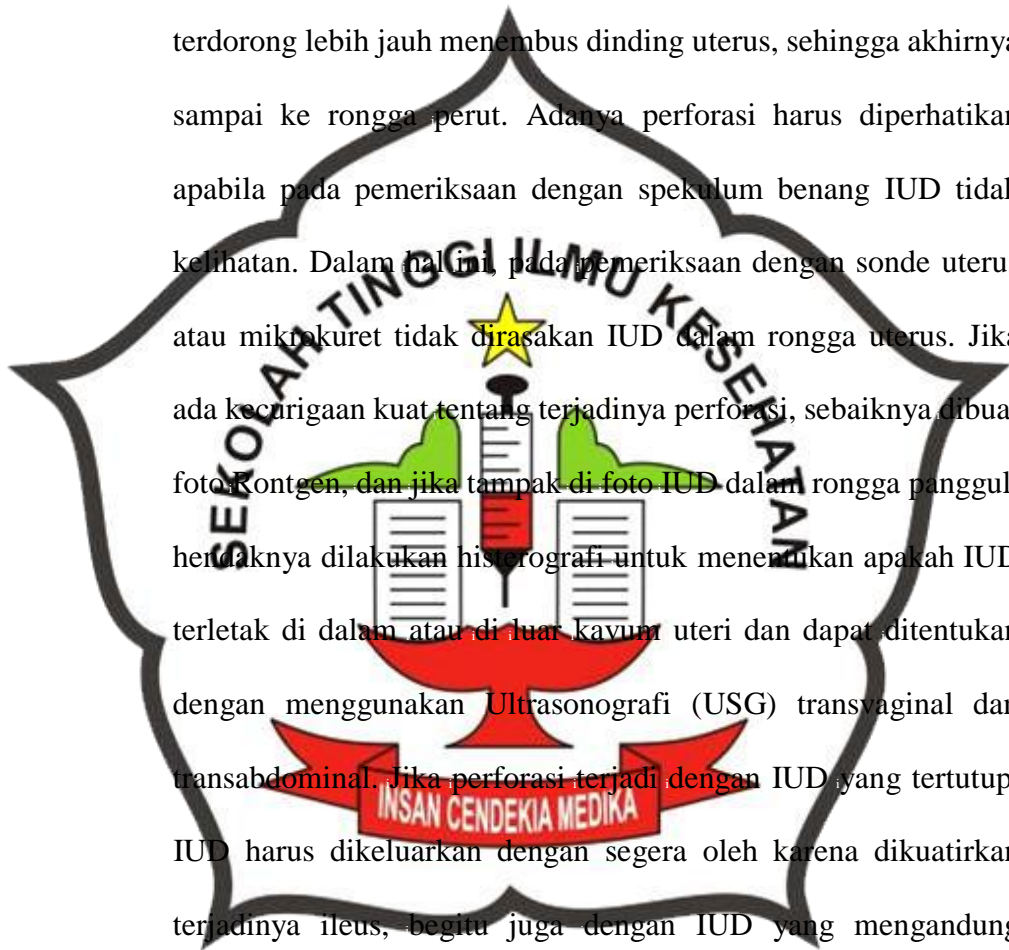 terdorong lebih jauh menembus dinding uterus, sehingga akhirnya
sampai ke rongga perut. Adanya perforasi harus diperhatikan
apabila pada pemeriksaan dengan spekulum benang IUD tidak
kelihatan. Dalam hal ini, pada pemeriksaan dengan sonde uterus
atau mikrokuret tidak dirasakan IUD dalam rongga uterus. Jika
ada kecurigaan kuat tentang terjadinya perforasi, sebaiknya dibuat
foto Rontgen, dan jika tampak di foto IUD dalam rongga panggul,
hendaknya dilakukan histerografi untuk menentukan apakah IUD
terletak di dalam atau di luar kavum uteri dan dapat ditentukan
dengan menggunakan Ultrasonografi (USG) transvaginal dan
transabdominal. Jika perforasi terjadi dengan IUD yang tertutup,
IUD harus dikeluarkan dengan segera oleh karena dikuatirkan
terjadinya ileus, begitu juga dengan IUD yang mengandung
SEKOLAH TINGGI ILMU KESEHATAN
INSAN CENDEKIA MEDIKA